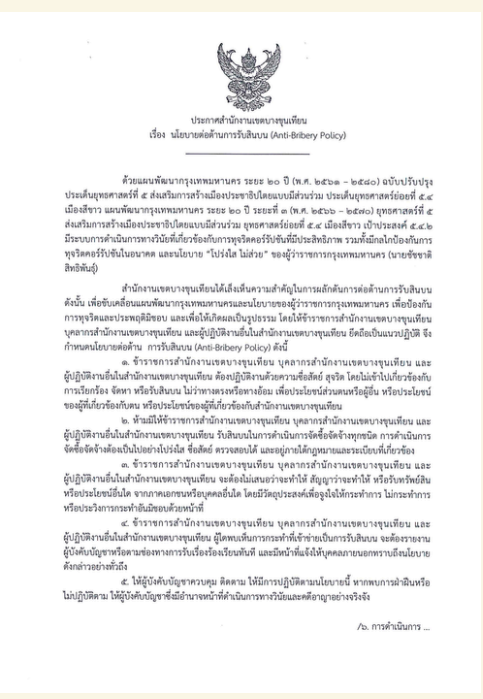 ประกาศสำนักงานเขตบางขุนเทียน
เรื่อง นโยบายต่อต้านการรับสินบน (Anti-Bribery Policy)
ด้วยแผนพัฒนากรุงเทพมหานคร ระยะ ๒๐ ปี (พ.ศ. ๒๕๖๑ – ๒๕๘๐) ฉบับปรับปรุง
ประเด็นยุทธศาสตร์ที่ ๕ ส่งเสริมการสร้างเมืองประชาธิปไตยแบบมีส่วนร่วม ประเด็นยุทธศาสตร์ย่อยที่ ๕.๔
เมืองสีขาว แผนพัฒนากรุงเทพมหานคร ระยะ ๒๐ ปี ระยะที่ ๓ (พ.ศ. ๒๕๖๖ – ๒๕๗๐) ยุทธศาสตร์ที่ ๕
ส่งเสริมการสร้างเมืองประชาธิปไตยแบบมีส่วนร่วม ยุทธศาสตร์ย่อยที่ ๕.๔ เมืองสีขาว เป้าประสงค์ ๕.๔.๒
มีระบบการดำเนินการทางวินัยที่เกี่ยวข้องกับการทุจริตคอร์รัปชันที่มีประสิทธิภาพ รวมทั้งมีกลไกป้องกันการ
ทุจริตคอร์รัปชันในอนาคต และนโยบาย "โปร่งใส ไม่ส่วย" ของผู้ว่าราชการกรุงเทพมหานคร (นายชัชชาติ
สิทธิพันธุ์)
สำนักงานเขตบางขุนเทียนได้เล็งเห็นความสำคัญในการผลักดันการต่อต้านการรับสินบน
ดังนั้น เพื่อขับเคลื่อนแผนพัฒนากรุงเทพมหานครและนโยบายของผู้ว่าราชการกรุงเทพมหานคร เพื่อป้องกัน
การทุจริตและประพฤติมิชอบ และเพื่อให้เกิดผลเป็นรูปธรรม โดยให้ข้าราชการสำนักงานเขตบางขุนเทียน
บุคลากรสำนักงานเขตบางขุนเทียน และผู้ปฏิบัติงานอื่นในสำนักงานเขตบางขุนเทียน ยึดถือเป็นแนวปฏิบัติ จึง
กำหนดนโยบายต่อต้าน การรับสินบน (Anti-Bribery Policy) ดังนี้
๑. ข้าราชการสำนักงานเขตบางขุนเทียน บุคลากรสำนักงานเขตบางขุนเทียน และ
ผู้ปฏิบัติงานอื่นในสำนักงานเขตบางขุนเทียน ต้องปฏิบัติงานด้วยความซื่อสัตย์ สุจริต โดยไม่เข้าไปเกี่ยวข้องกับ
การเรียกร้อง จัดหา หรือรับสินบน ไม่ว่าทางตรงหรือทางอ้อม เพื่อประโยชน์ส่วนตนหรือผู้อื่น หรือประโยชน์
ของผู้ที่เกี่ยวข้องกับตน หรือประโยชน์ของผู้ที่เกี่ยวข้องกับสำนักงานเขตบางขุนเทียน
๒. ห้ามมิให้ข้าราชการสำนักงานเขตบางขุนเทียน บุคลากรสำนักงานเขตบางขุนเทียน และ
ผู้ปฏิบัติงานอื่นในสำนักงานเขตบางขุนเทียน รับสินบนในการดำเนินการจัดซื้อจัดจ้างทุกชนิด การดำเนินการ
จัดซื้อจัดจ้างต้องเป็นไปอย่างโปร่งใส ซื่อสัตย์ ตรวจสอบได้ และอยู่ภายใต้กฎหมายและระเบียบที่เกี่ยวข้อง
๓. ข้าราชการสำนักงานเขตบางขุนเทียน บุคลากรสำนักงานเขตบางขุนเทียน และ
ผู้ปฏิบัติงานอื่นในสำนักงานเขตบางขุนเทียน จะต้องไม่เสนอว่าจะทำให้ สัญญาว่าจะทำให้ หรือรับทรัพย์สิน
หรือประโยชน์อื่นใด จากภาคเอกชนหรือบุคคลอื่นใด โดยมีวัตถุประสงค์เพื่อจูงใจให้กระทำการ ไม่กระทำการ
หรือประวิงการกระทำอันมิชอบด้วยหน้าที่
๔. ข้าราชการสำนักงานเขตบางขุนเทียน บุคลากรสำนักงานเขตบางขุนเทียน และ
ผู้ปฏิบัติงานอื่นในสำนักงานเขตบางขุนเทียน ผู้ใดพบเห็นการกระทำที่เข้าข่ายเป็นการรับสินบน จะต้องรายงาน
ผู้บังคับบัญชาหรือตามช่องทางการรับเรื่องร้องเรียนทันที และมีหน้าที่แจ้งให้บุคคลภายนอกทราบถึงนโยบาย
ดังกล่าวอย่างทั่วถึง
๕. ให้ผู้บังคับบัญชาควบคุม ติดตาม ให้มีการปฏิบัติตามนโยบายนี้ หากพบการฝ่าฝืนหรือ
ไม่ปฏิบัติตาม ให้ผู้บังคับบัญชาซึ่งมีอำนาจหน้าที่ดำเนินการทางวินัยและคดีอาญาอย่างจริงจัง
/๖. การดำเนินการ ...